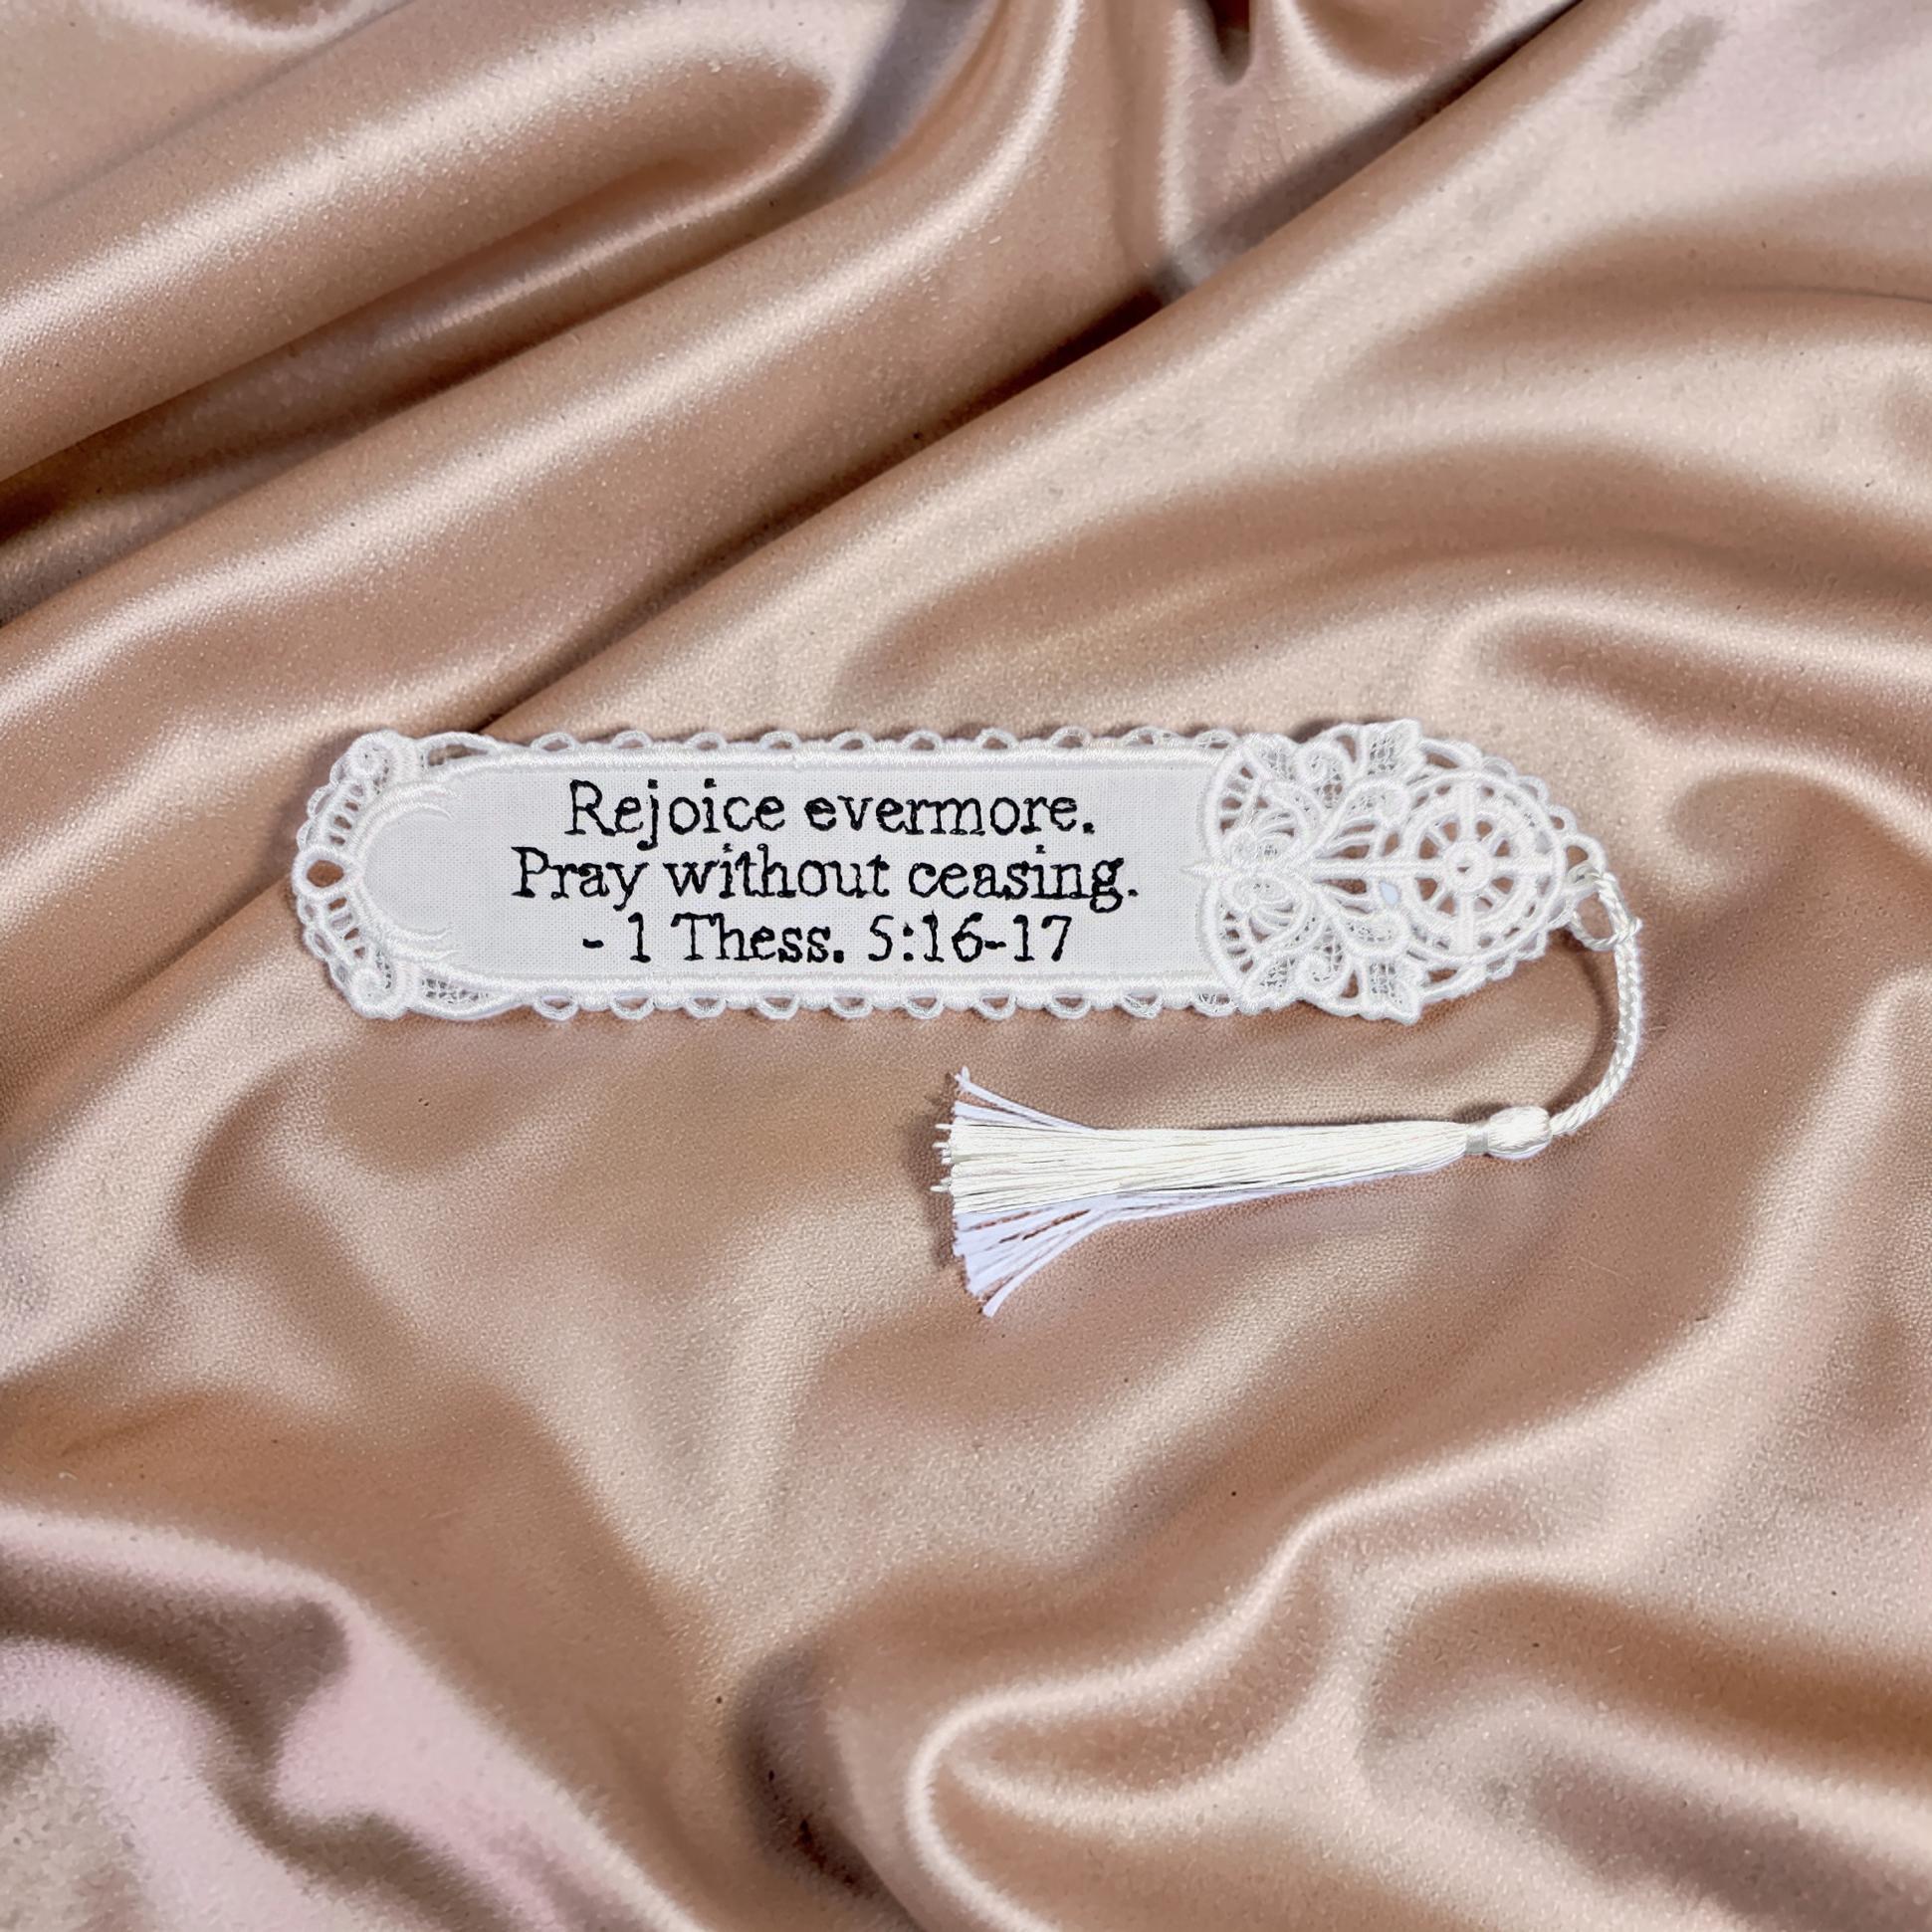 Rejoice evermore.
Pray without ceasing.
- 1 Thess. 5:16-17